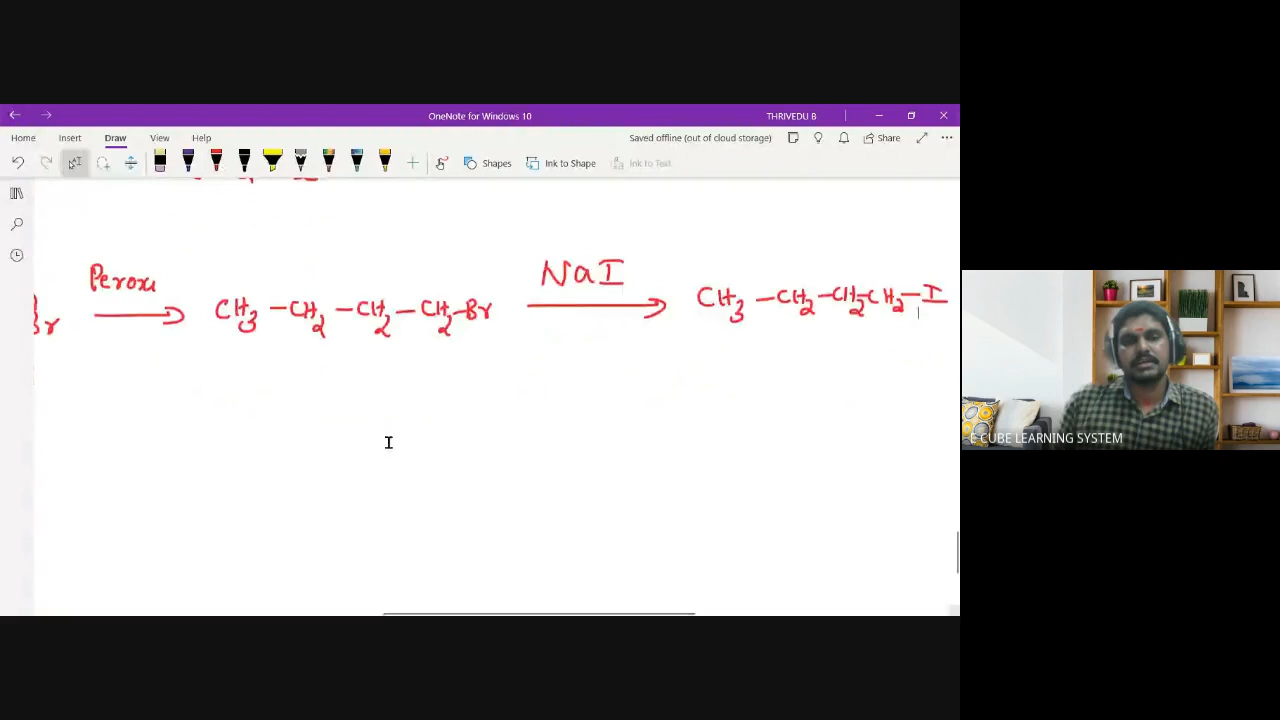 OneNote for Windows 10
THRIVEDU B
Home Insert Draw View Help
Saved offline (out of cloud storage)
Share
Shapes
Ink to Shape
Ink to Text
Peroxi
NaI
Br
CH3 - CH2 - CH2 - CH2 - Br
CH3 - CH2 - CH2 CH2 - I
E CUBE LEARNING SYSTEM